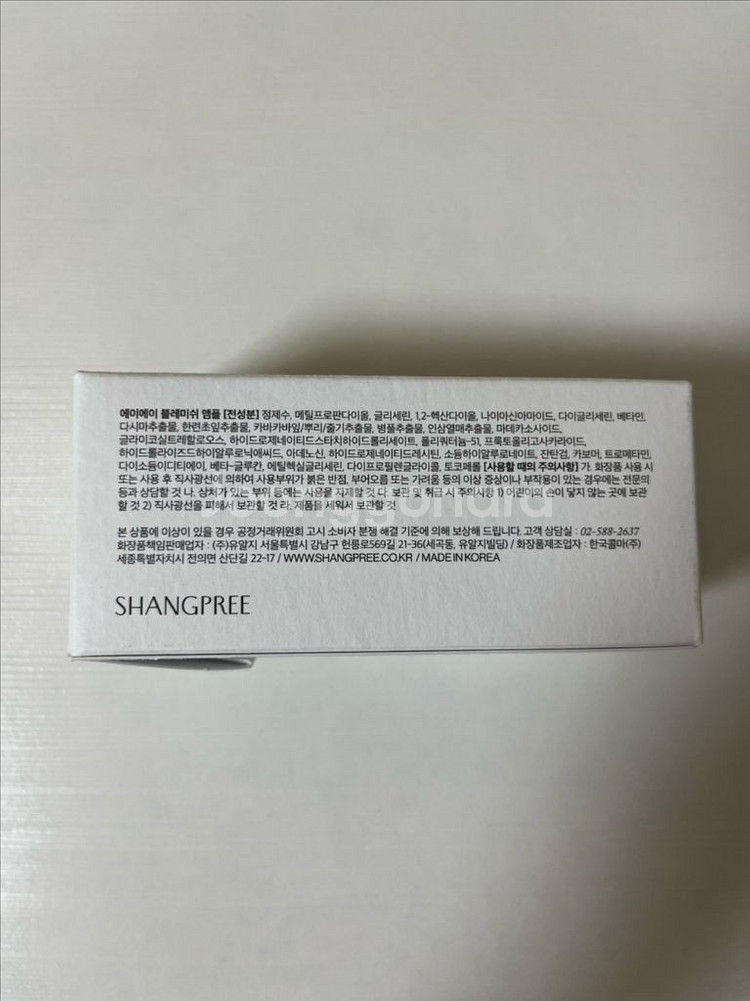 에이에이 블레미쉬 앰플 [전성분] 정제수, 메틸프로판다이올, 글리세린, 1,2-헥산다이올, 나이아신아마이드, 다이글리세린, 베타인,
다시마추출물, 한련초잎추출물, 카바카바잎/뿌리/줄기추출물, 병풀추출물, 인삼열매추출물, 마데카소사이드,
글라이코실트레할로오스, 하이드로제네이티드스타치하이드롤리세이트, 폴리쿼터늄-51, 프룩토올리고사카라이드,
하이드롤라이즈드하이알루로닉애씨드, 아데노신, 하이드로제네이티드레시틴, 소듐하이알루로네이트, 잔탄검, 카보머, 트로메타민,
다이소듐이디티에이, 베타-글루칸, 에틸헥실글리세린, 다이프로필렌글라이콜, 토코페롤 [사용할 때의 주의사항] 가. 화장품 사용 시
또는 사용 후 직사광선에 의하여 사용부위가 붉은 반점, 부어오름 또는 가려움 등의 이상 증상이나 부작용이 있는 경우에는 전문의
등과 상담할 것 나. 상처가 있는 부위 등에는 사용을 자제할 것 다. 보관 및 취급 시 주의사항 1) 어린이의 손이 닿지 않는 곳에 보관
할 것 2) 직사광선을 피해서 보관할 것 라. 제품을 세워서 보관할 것
본 상품에 이상이 있을 경우 공정거래위원회 고시 소비자 분쟁 해결 기준에 의해 보상해 드립니다. 고객 상담실 : 02-588-2637
화장품책임판매업자 : (주)유알지 서울특별시 강남구 헌릉로569길 21-36(세곡동, 유알지빌딩) / 화장품제조업자 : 한국콜마(주)
세종특별자치시 전의면 산단길 22-17 / WWW.SHANGPREE.CO.KR / MADE IN KOREA
SHANGPREE